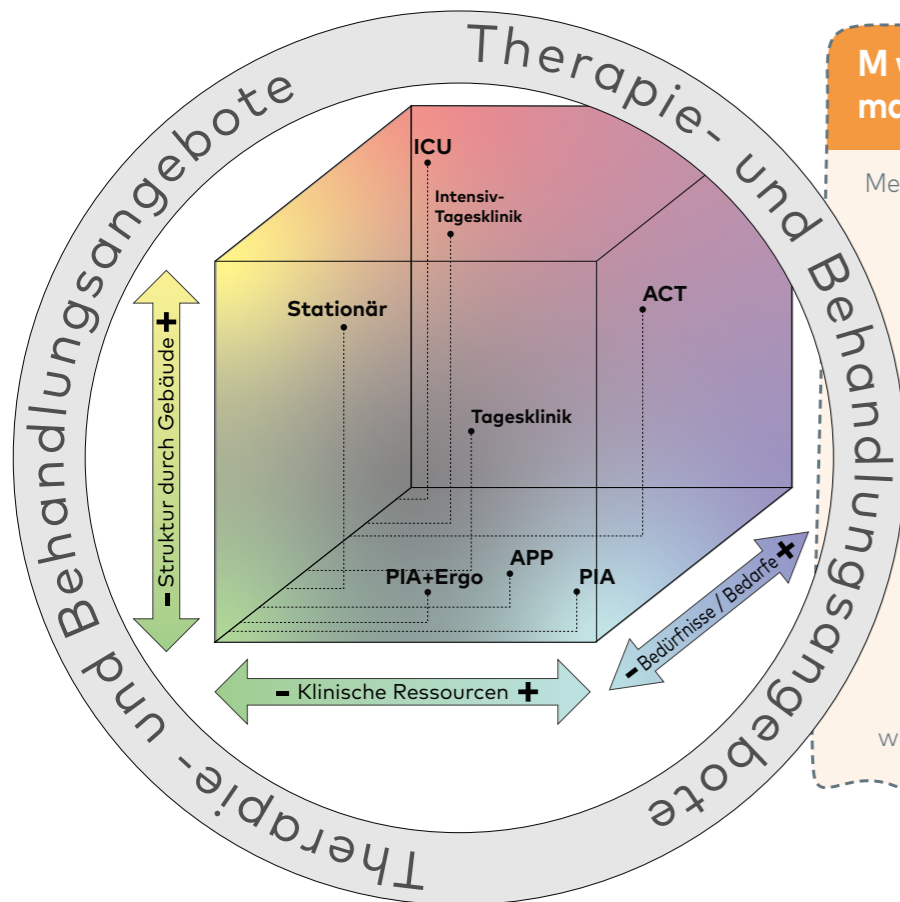 Therapie- und Behandlungsangebote
Therapie- und Behandlungsangebote
ICU
Intensiv-
Tagesklinik
Stationär
ACT
Tagesklinik
PIA+Ergo
APP
PIA
- Struktur durch Gebäude +
- Klinische Ressourcen +
- Bedürfnisse / Bedarfe +
M
Me
w